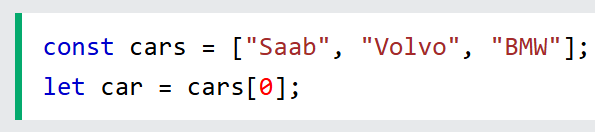 const cars = ["Saab", "Volvo", "BMW"];
let car = cars[0];